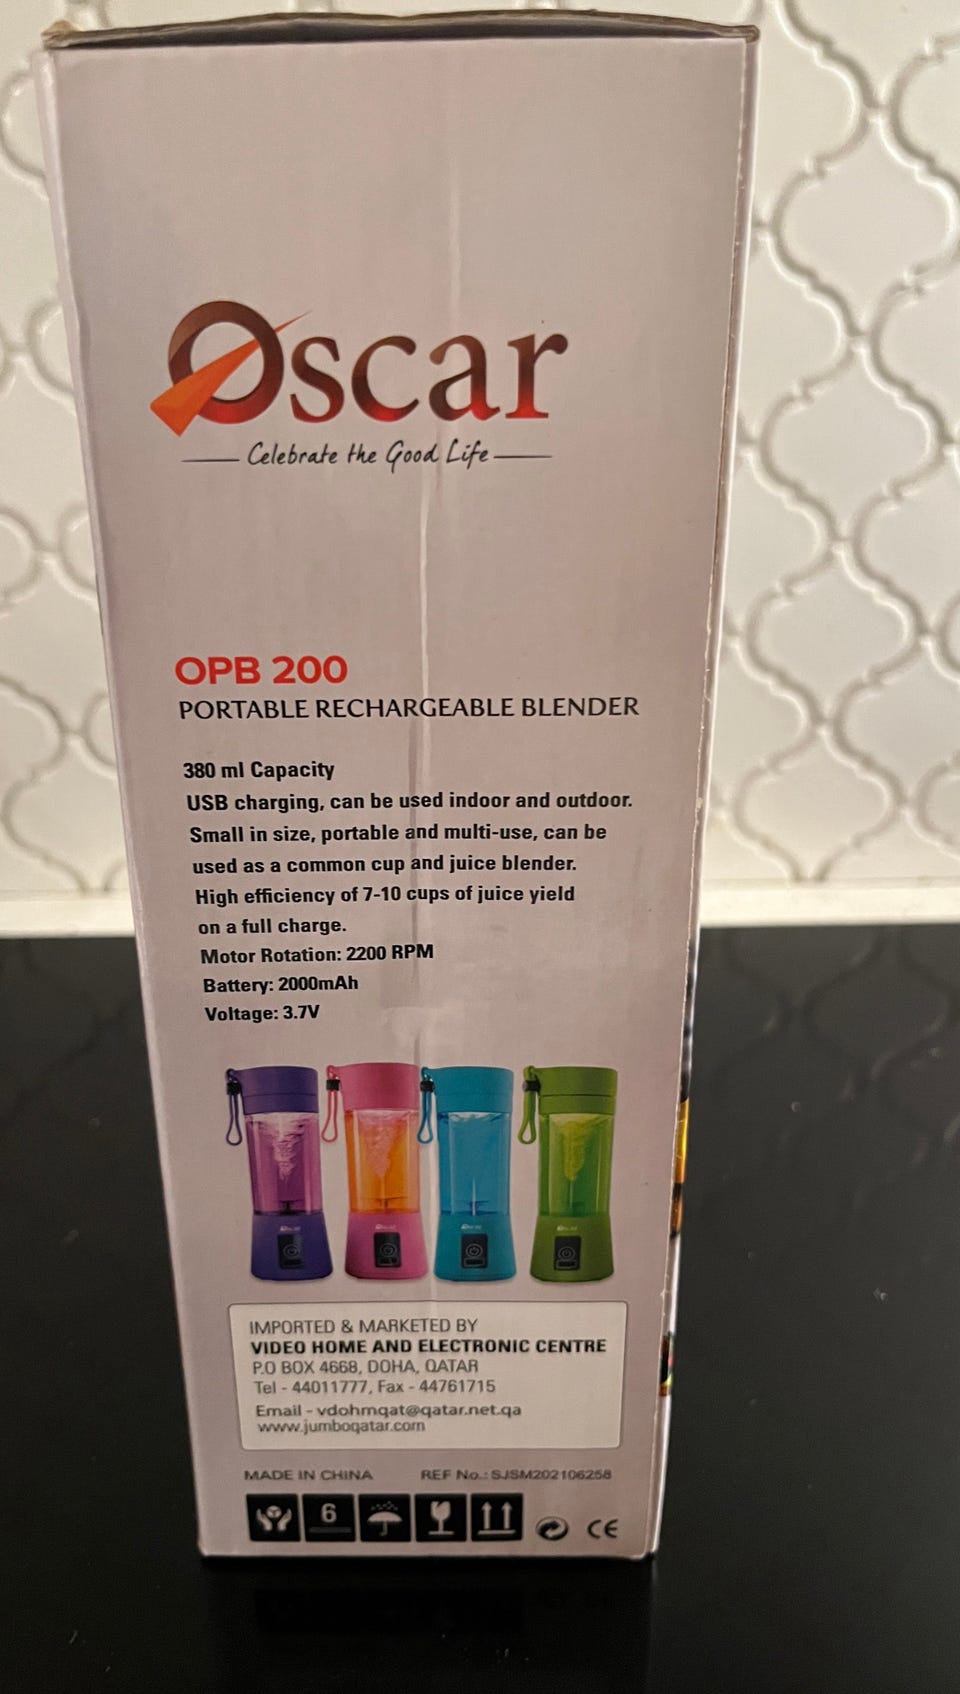 Oscar
Celebrate the Good Life
OPB 200
PORTABLE RECHARGEABLE BLENDER
380 ml Capacity
USB charging, can be used indoor and outdoor.
Small in size, portable and multi-use, can be
used as a common cup and juice blender.
High efficiency of 7-10 cups of juice yield
on a full charge.
Motor Rotation: 2200 RPM
Battery: 2000mAh
Voltage: 3.7V
IMPORTED & MARKETED BY
VIDEO HOME AND ELECTRONIC CENTRE
P.O BOX 4668, DOHA, QATAR
Tel - 44011777, Fax - 44761715
Email - vdohmqat@qatar.net.qa
www.jumboqatar.com
MADE IN CHINA REF No.: SJSM202106258
6 CE